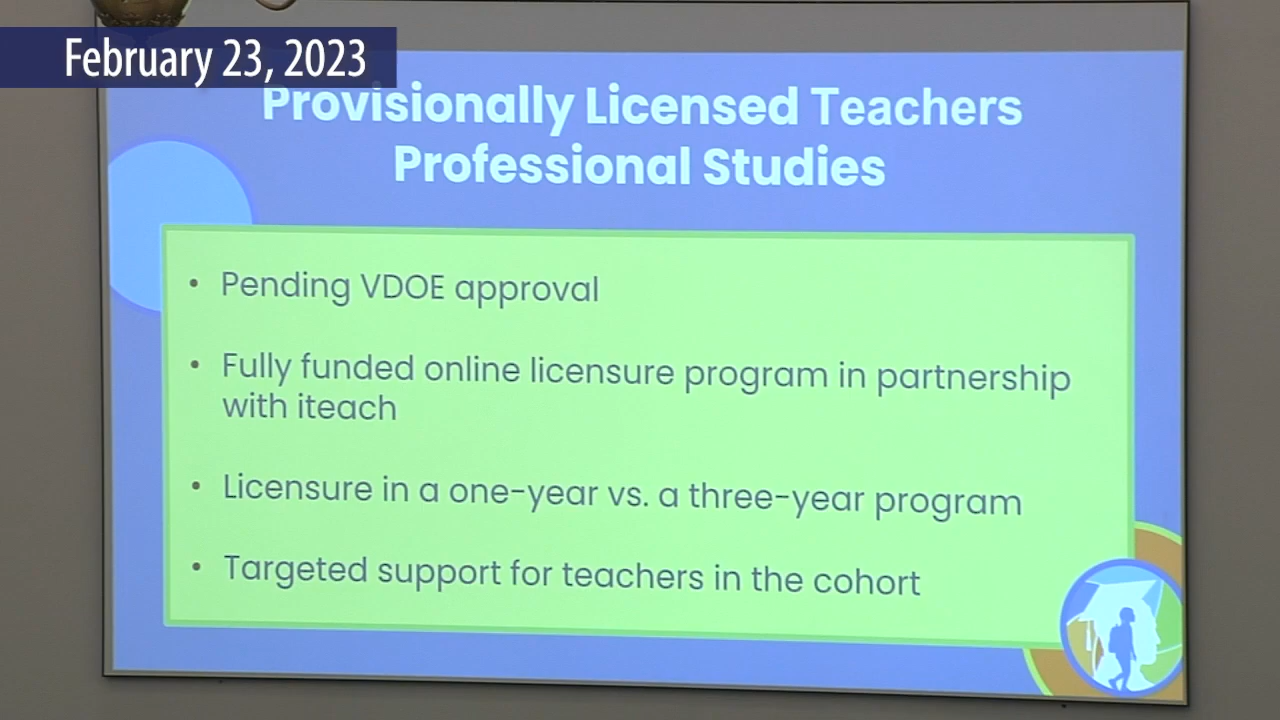 February 23, 2023
Provisionally Licensed Teachers
Professional Studies
• Pending VDOE approval
• Fully funded online licensure program in partnership
with iteach
• Licensure in a one-year vs. a three-year program
• Targeted support for teachers in the cohort